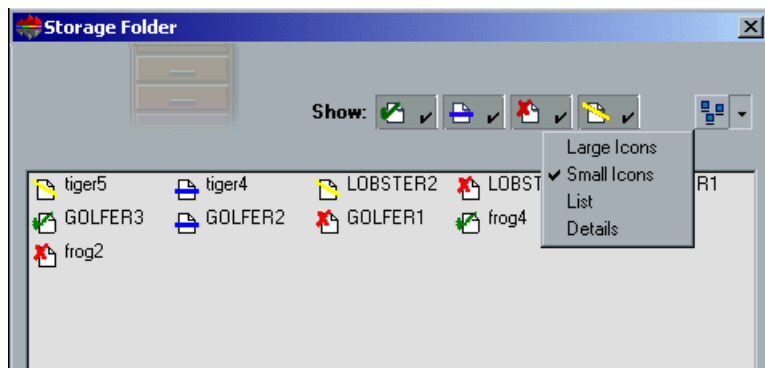 Storage Folder
Show:
Large Icons
Small Icons
List
Details
tiger5 tiger4 LOBSTER2 LOBST R1
GOLFER3 GOLFER2 GOLFER1 frog4
frog2